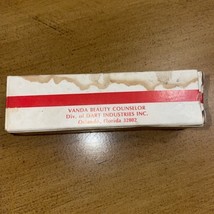 VANDA BEAUTY COUNSELOR
Div. of DART INDUSTRIES INC.
Orlando, Florida 32802